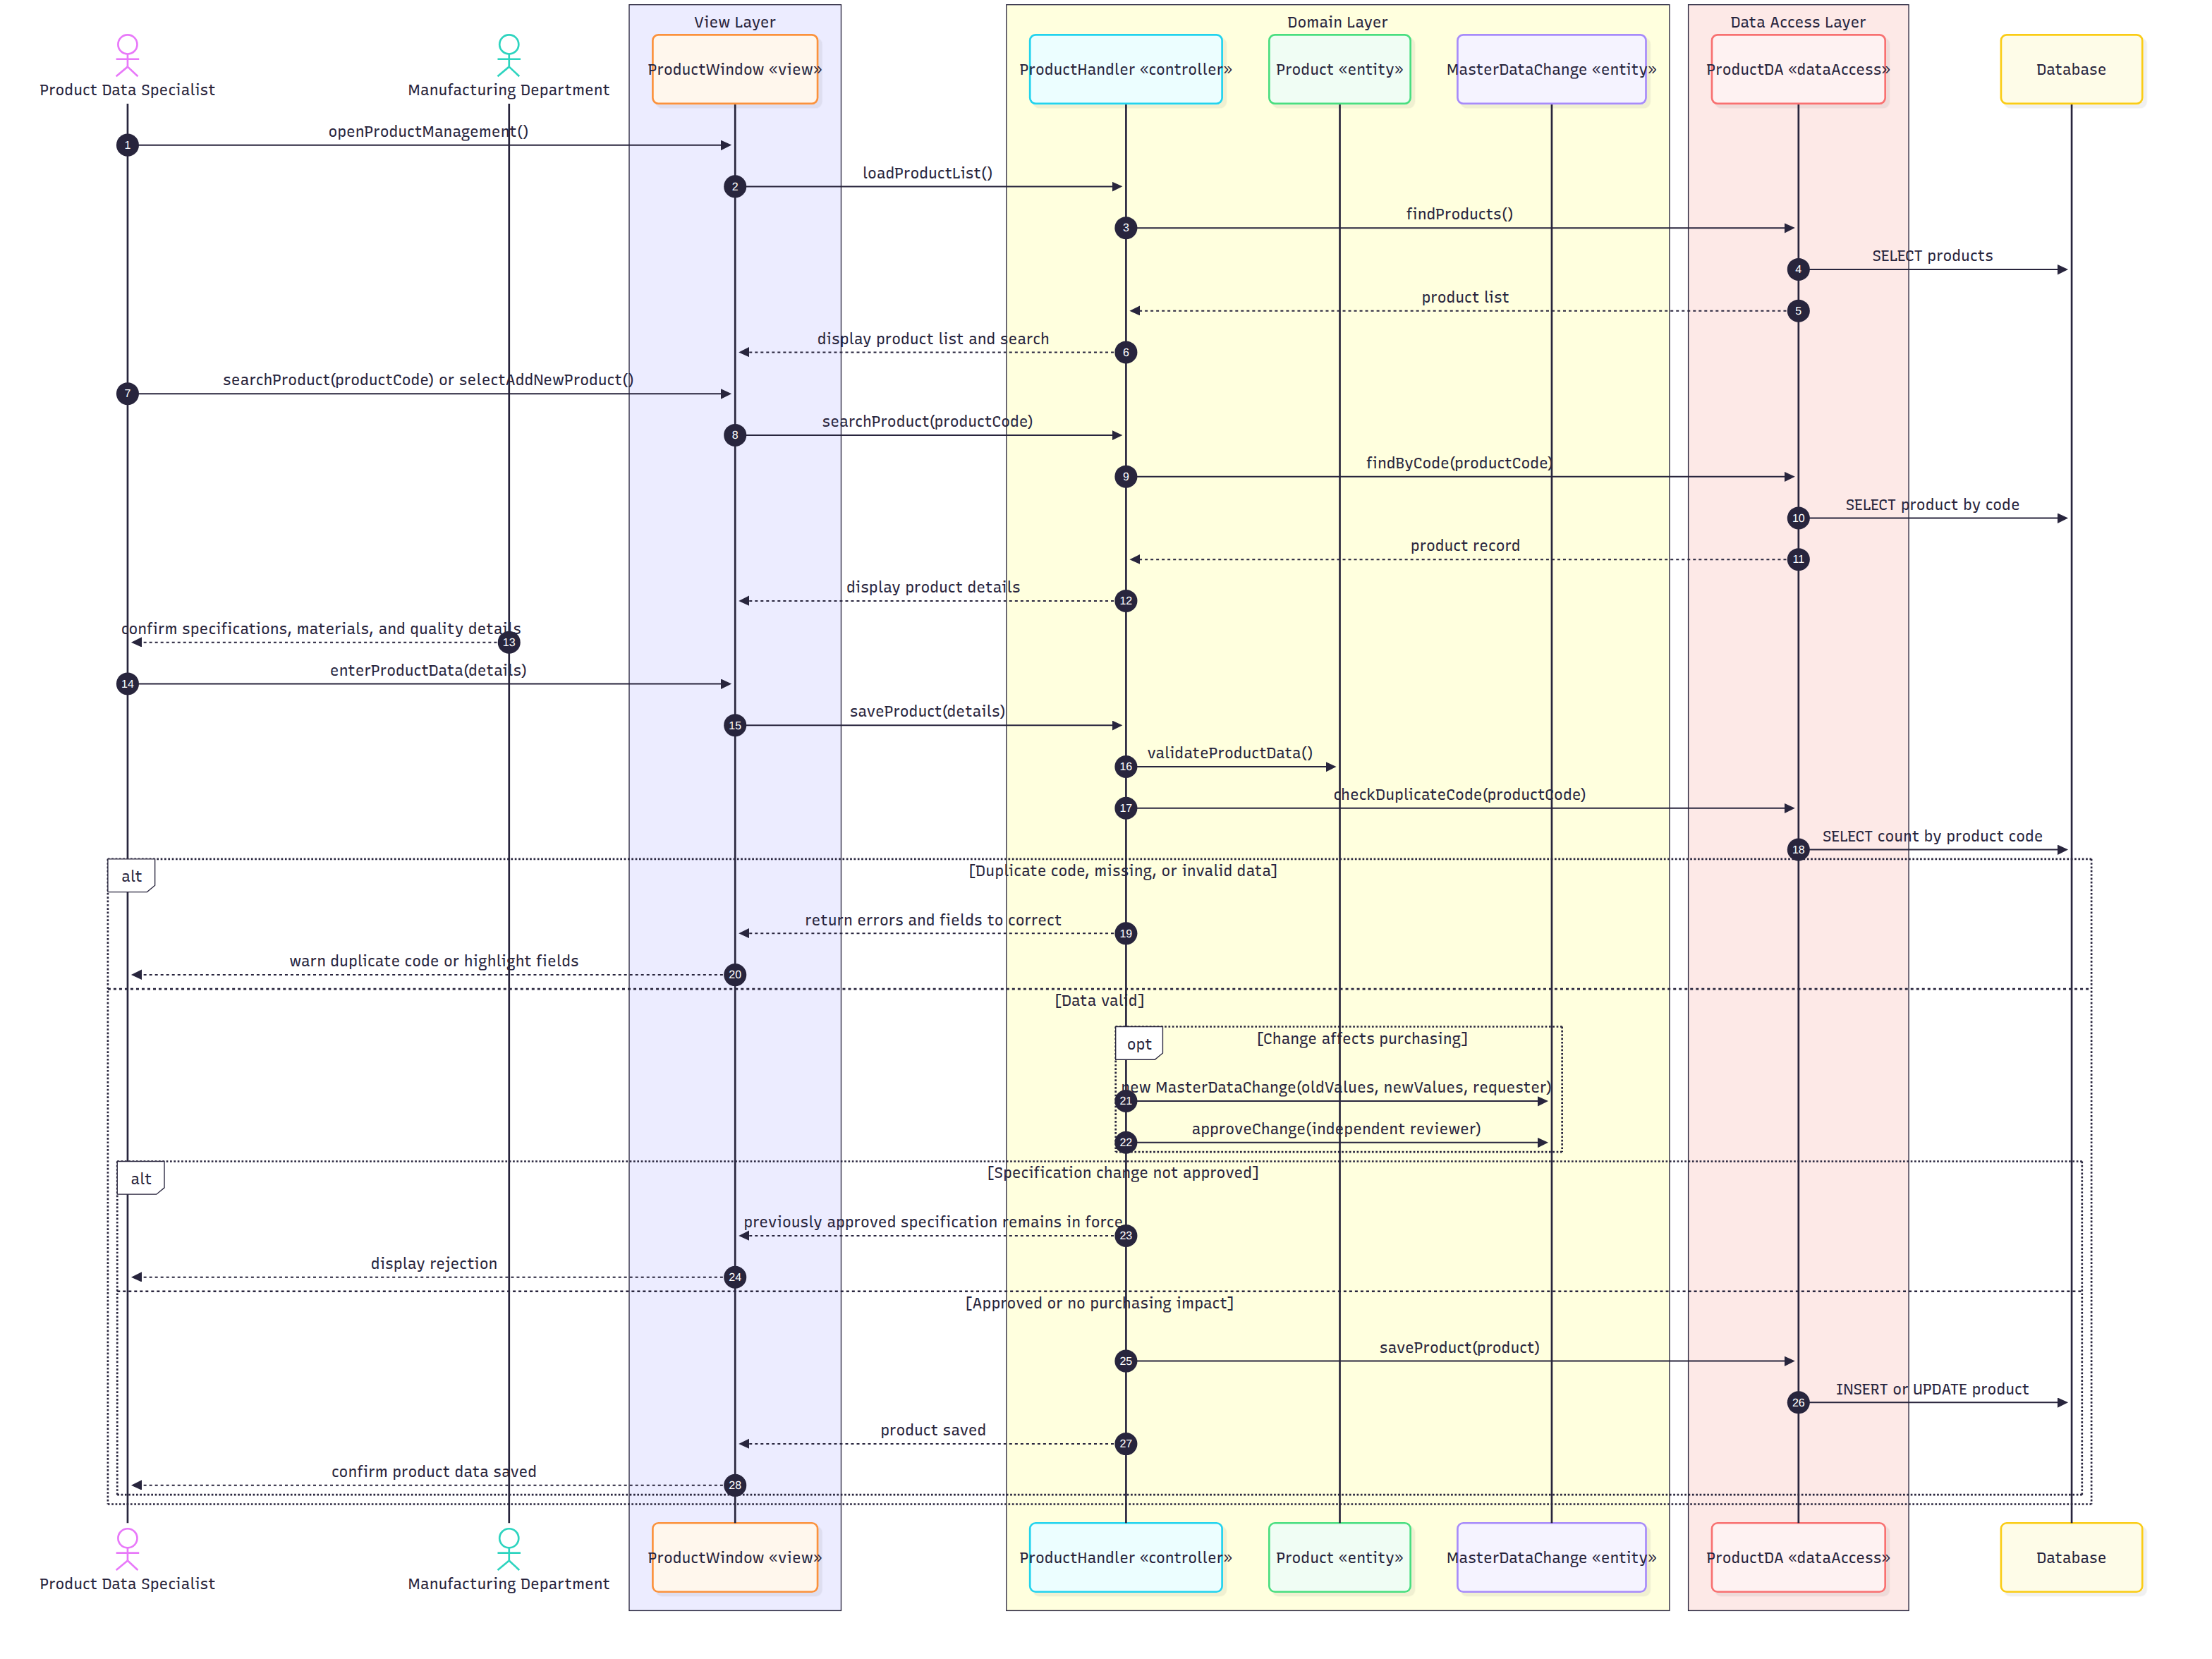 View Layer
Domain Layer
Data Access Layer
Product Data Specialist
Manufacturing Department
ProductWindow «view»
ProductHandler «controller»
Product «entity»
MasterDataChange «entity»
ProductDA «dataAccess»
Database
openProductManagement()
1
loadProductList()
2
findProducts()
3
SELECT products
4
product list
5
display product list and search
6
searchProduct(productCode) or selectAddNewProduct()
7
searchProduct(productCode)
8
findByCode(productCode)
9
SELECT product by code
10
product record
11
display product details
12
confirm specifications, materials, and quality details
13
enterProductData(details)
14
saveProduct(details)
15
validateProductData()
16
checkDuplicateCode(productCode)
17
SELECT count by product code
18
alt
[Duplicate code, missing, or invalid data]
return errors and fields to correct
19
warn duplicate code or highlight fields
20
[Data valid]
opt
[Change affects purchasing]
new MasterDataChange(oldValues, newValues, requester)
21
approveChange(independent reviewer)
22
alt
[Specification change not approved]
previously approved specification remains in force
23
display rejection
24
[Approved or no purchasing impact]
saveProduct(product)
25
INSERT or UPDATE product
26
product saved
27
confirm product data saved
28
Product Data Specialist
Manufacturing Department
ProductWindow «view»
ProductHandler «controller»
Product «entity»
MasterDataChange «entity»
ProductDA «dataAccess»
Database